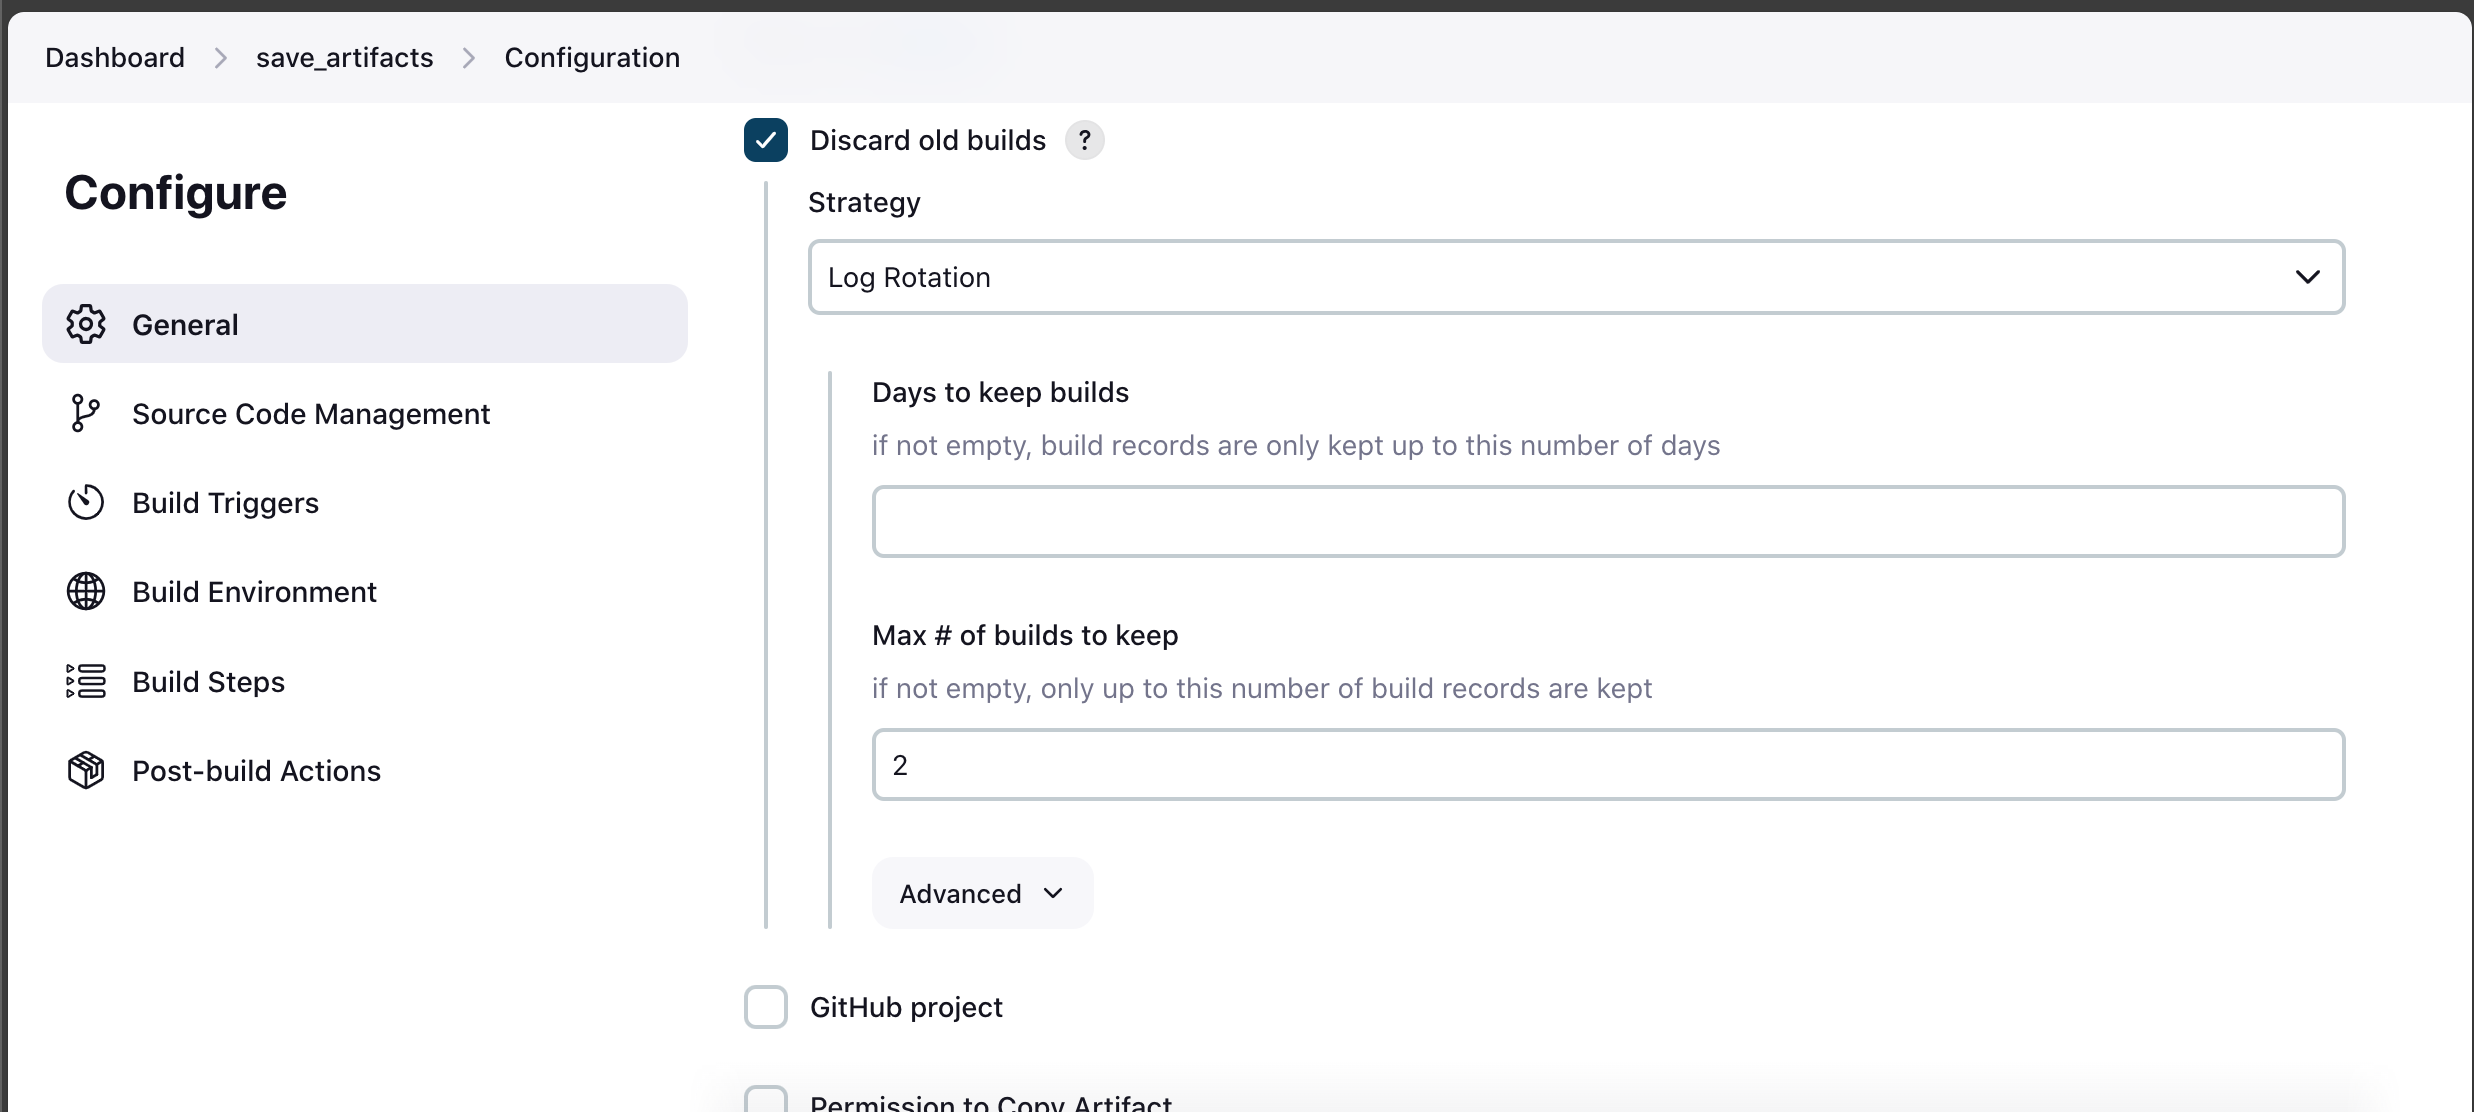 Dashboard > save_artifacts > Configuration
Configure
General
Source Code Management
Build Triggers
Build Environment
Build Steps
Post-build Actions
Discard old builds ?
Strategy
Log Rotation
Days to keep builds
if not empty, build records are only kept up to this number of days
Max # of builds to keep
if not empty, only up to this number of build records are kept
2
Advanced
GitHub project
Permission to Copy Artifact